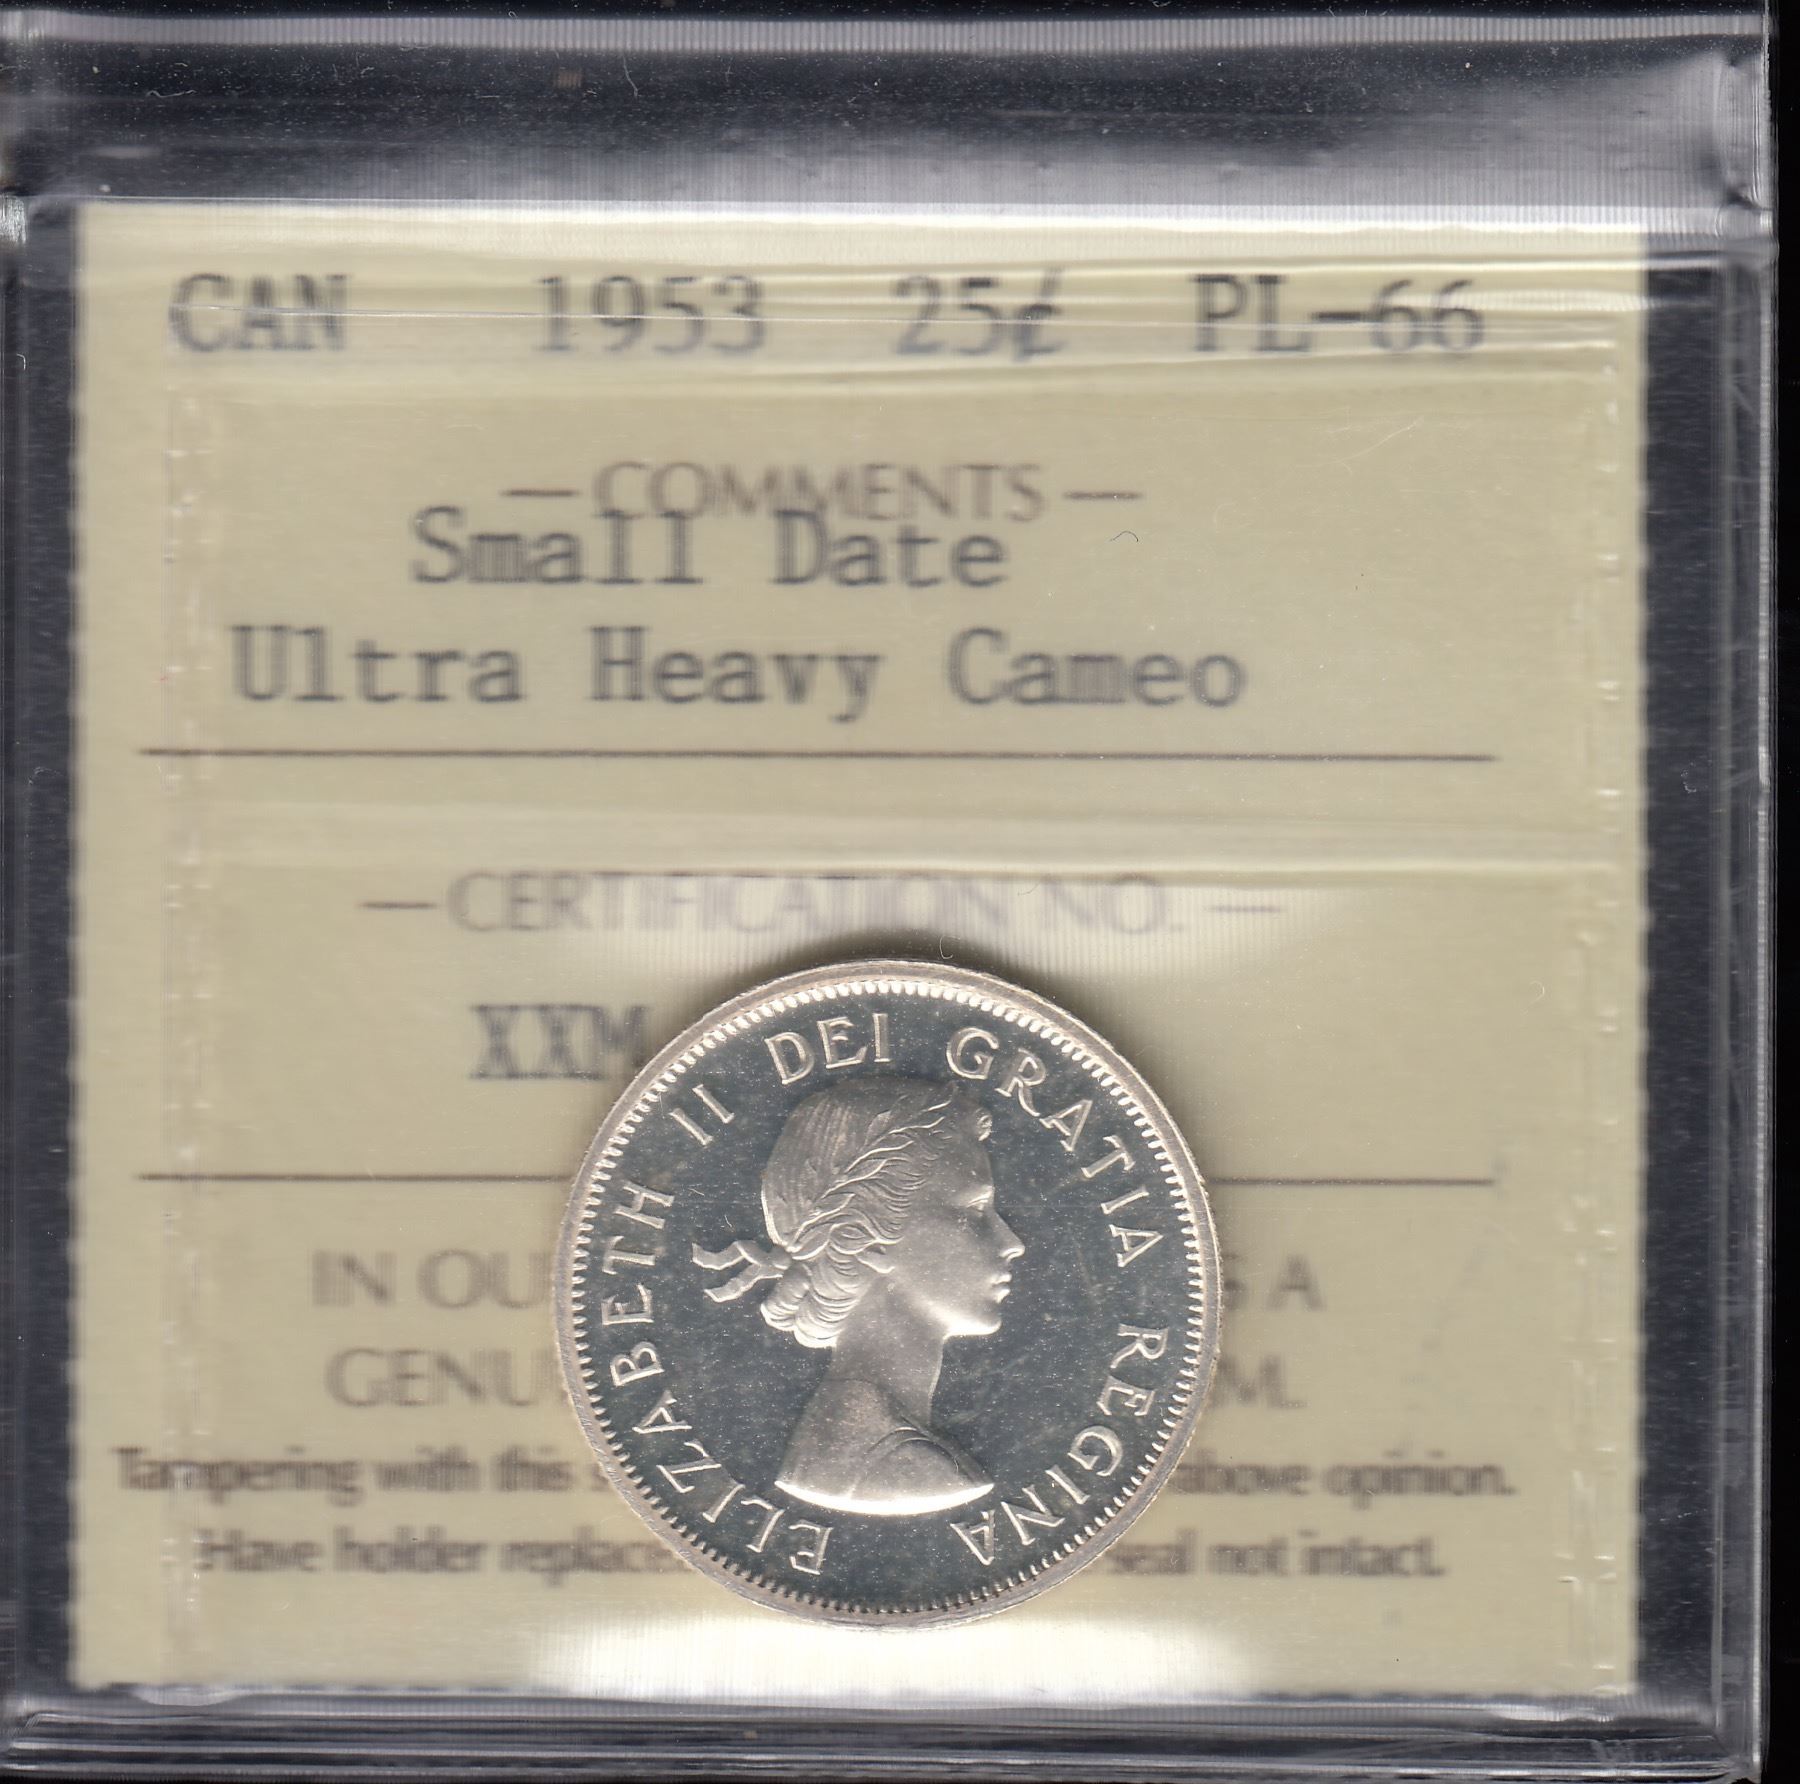 CAN 1953 25¢ PL-66
— COMMENTS —
Small Date
Ultra Heavy Cameo
— CERTIFICATION NO. —
XXM
ELIZABETH II DEI GRATIA REGINA
IN OU A
GENU M.
Tampering with this s above opinion.
Have holder replace seal not intact.